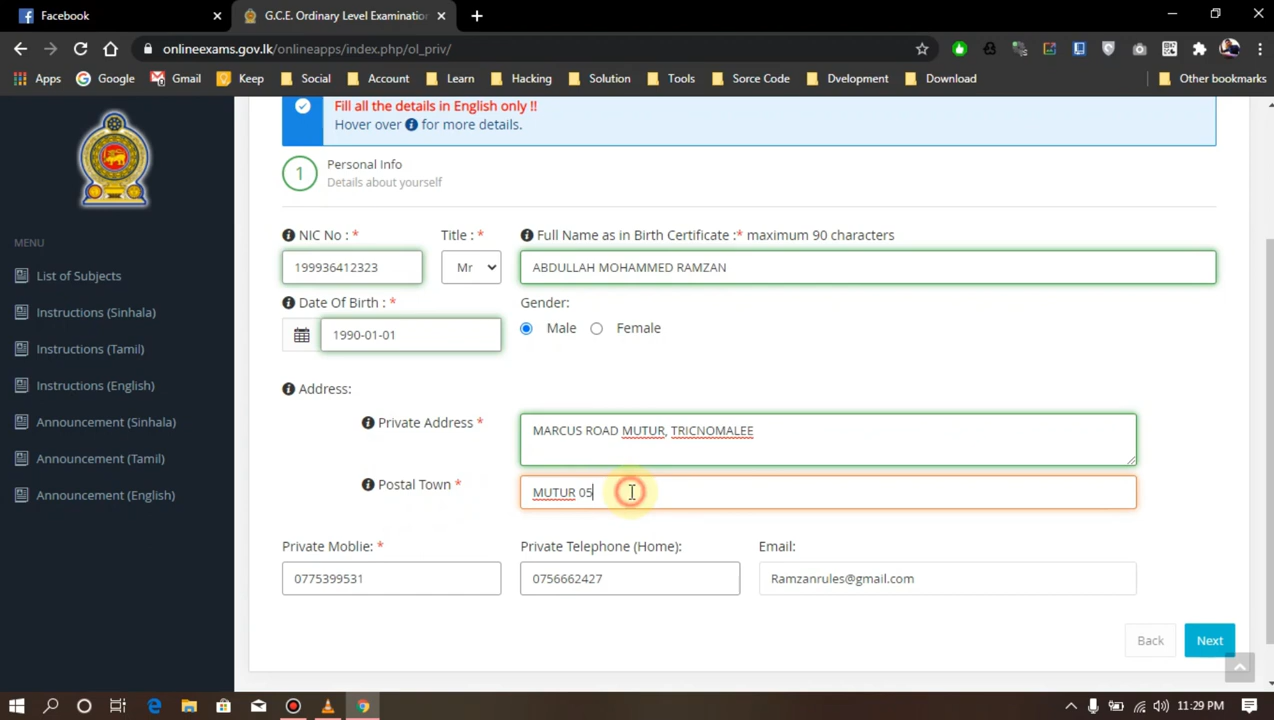 Facebook
G.C.E. Ordinary Level Examinatio
onlineexams.gov.lk/onlineapps/index.php/ol_priv/
Apps Google Gmail Keep Social Account Learn Hacking Solution Tools Sorce Code Dvelopment Download Other bookmarks
Fill all the details in English only !!
Hover over i for more details.
1 Personal Info
Details about yourself
MENU
List of Subjects
Instructions (Sinhala)
Instructions (Tamil)
Instructions (English)
Announcement (Sinhala)
Announcement (Tamil)
Announcement (English)
NIC No : * Title : * Full Name as in Birth Certificate :* maximum 90 characters
199936412323 Mr ABDULLAH MOHAMMED RAMZAN
Date Of Birth : * Gender:
1990-01-01 Male Female
Address:
Private Address * MARCUS ROAD MUTUR, TRICNOMALEE
Postal Town * MUTUR 05
Private Moblie: * Private Telephone (Home): Email:
0775399531 0756662427 Ramzanrules@gmail.com
Back Next
11:29 PM